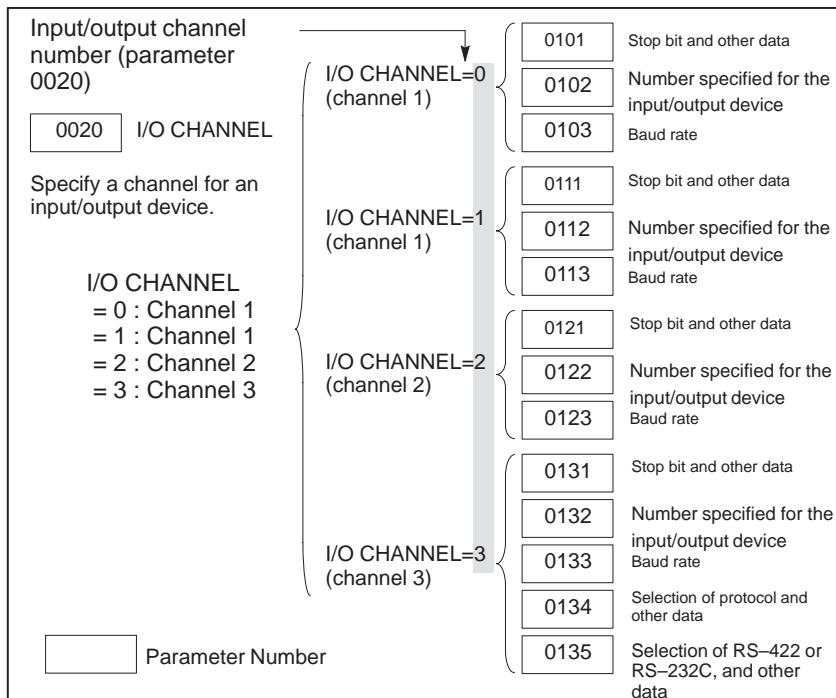 Input/output channel
number (parameter
0020)
0020 I/O CHANNEL
Specify a channel for an
input/output device.
I/O CHANNEL
= 0 : Channel 1
= 1 : Channel 1
= 2 : Channel 2
= 3 : Channel 3
I/O CHANNEL=0
(channel 1)
0101 Stop bit and other data
0102 Number specified for the
input/output device
0103 Baud rate
I/O CHANNEL=1
(channel 1)
0111 Stop bit and other data
0112 Number specified for the
input/output device
0113 Baud rate
I/O CHANNEL=2
(channel 2)
0121 Stop bit and other data
0122 Number specified for the
input/output device
0123 Baud rate
I/O CHANNEL=3
(channel 3)
0131 Stop bit and other data
0132 Number specified for the
input/output device
0133 Baud rate
0134 Selection of protocol and
other data
0135 Selection of RS–422 or
RS–232C, and other
data
Parameter Number